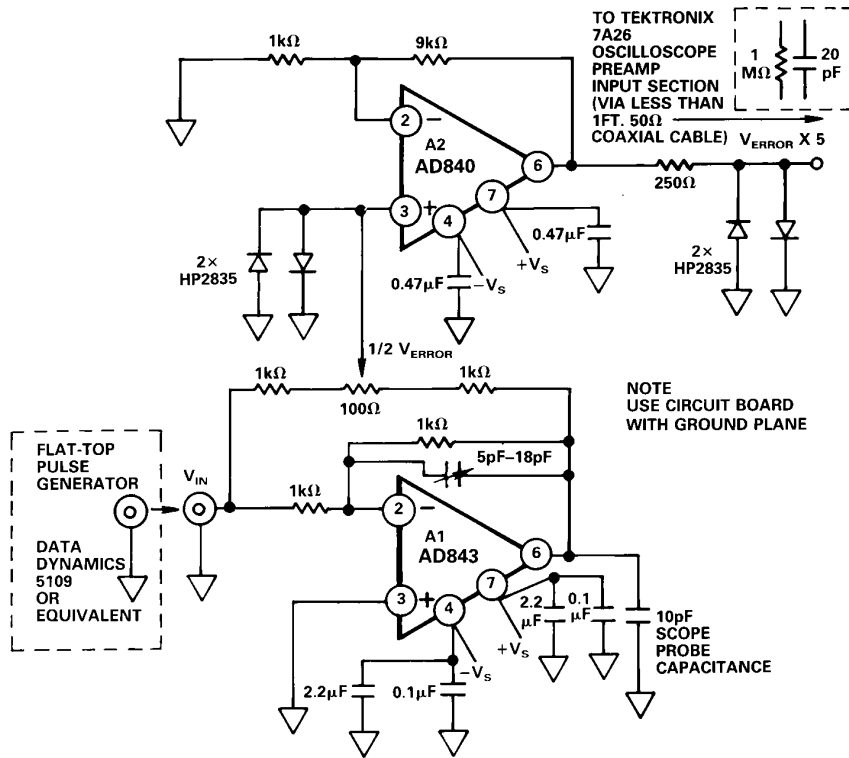 1kΩ
9kΩ
TO TEKTRONIX
7A26
OSCILLOSCOPE
PREAMP
INPUT SECTION
(VIA LESS THAN
1FT. 50Ω
COAXIAL CABLE)
1
MΩ
20
pF
VERROR X 5
2
−
A2
AD840
6
3
+
4
7
250Ω
2×
HP2835
0.47µF
−VS
+VS
0.47µF
2×
HP2835
1/2 VERROR
1kΩ
100Ω
1kΩ
NOTE
USE CIRCUIT BOARD
WITH GROUND PLANE
1kΩ
5pF–18pF
FLAT-TOP
PULSE
GENERATOR
VIN
1kΩ
DATA
DYNAMICS
5109
OR
EQUIVALENT
2
−
A1
AD843
6
3
+
4
7
2.2
µF
0.1
µF
10pF
SCOPE
PROBE
CAPACITANCE
−VS
+VS
2.2µF
0.1µF